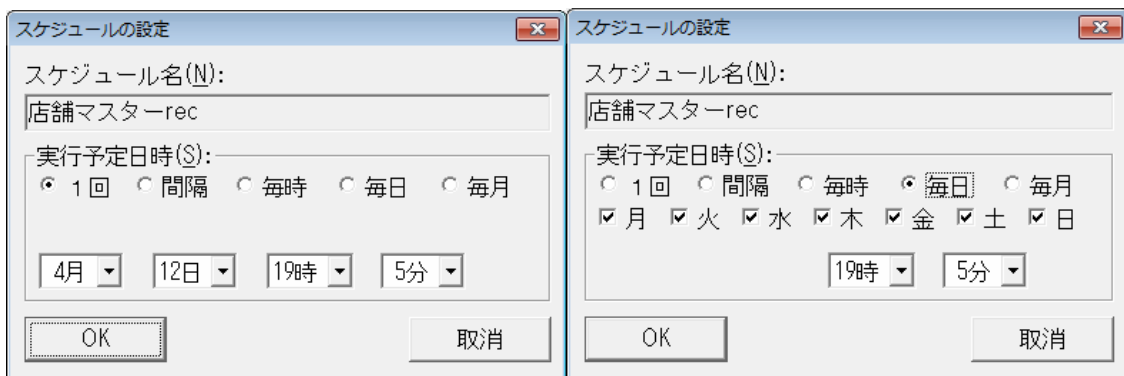 スケジュールの設定
スケジュール名(N):
店舗マスターrec
実行予定日時(S):
1回 間隔 毎時 毎日 毎月
4月 12日 19時 5分
OK 取消
スケジュールの設定
スケジュール名(N):
店舗マスターrec
実行予定日時(S):
1回 間隔 毎時 毎日 毎月
月 火 水 木 金 土 日
19時 5分
OK 取消